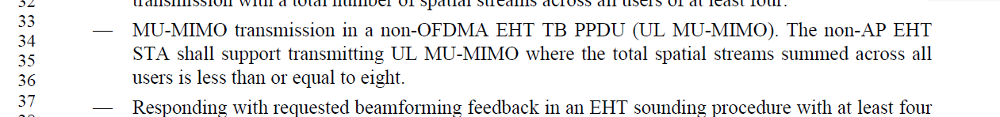 32 transmission with a total number of spatial streams across all users of at least four.
33 — MU-MIMO transmission in a non-OFDMA EHT TB PPDU (UL MU-MIMO). The non-AP EHT
34
35 STA shall support transmitting UL MU-MIMO where the total spatial streams summed across all
36 users is less than or equal to eight.
37 — Responding with requested beamforming feedback in an EHT sounding procedure with at least four